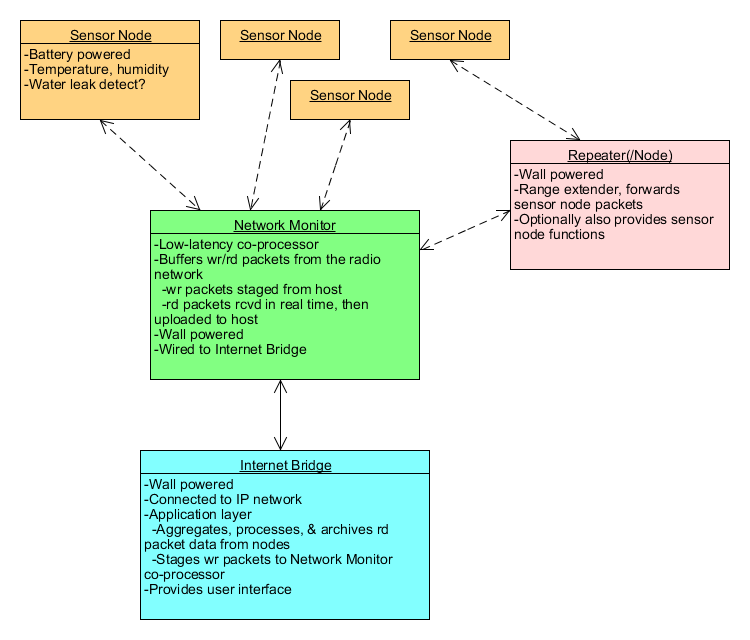 Sensor Node
-Battery powered
-Temperature, humidity
-Water leak detect?
Sensor Node
Sensor Node
Sensor Node
Repeater(/Node)
-Wall powered
-Range extender, forwards
sensor node packets
-Optionally also provides sensor
node functions
Network Monitor
-Low-latency co-processor
-Buffers wr/rd packets from the radio
network
-wr packets staged from host
-rd packets rcvd in real time, then
uploaded to host
-Wall powered
-Wired to Internet Bridge
Internet Bridge
-Wall powered
-Connected to IP network
-Application layer
-Aggregates, processes, & archives rd
packet data from nodes
-Stages wr packets to Network Monitor
co-processor
-Provides user interface